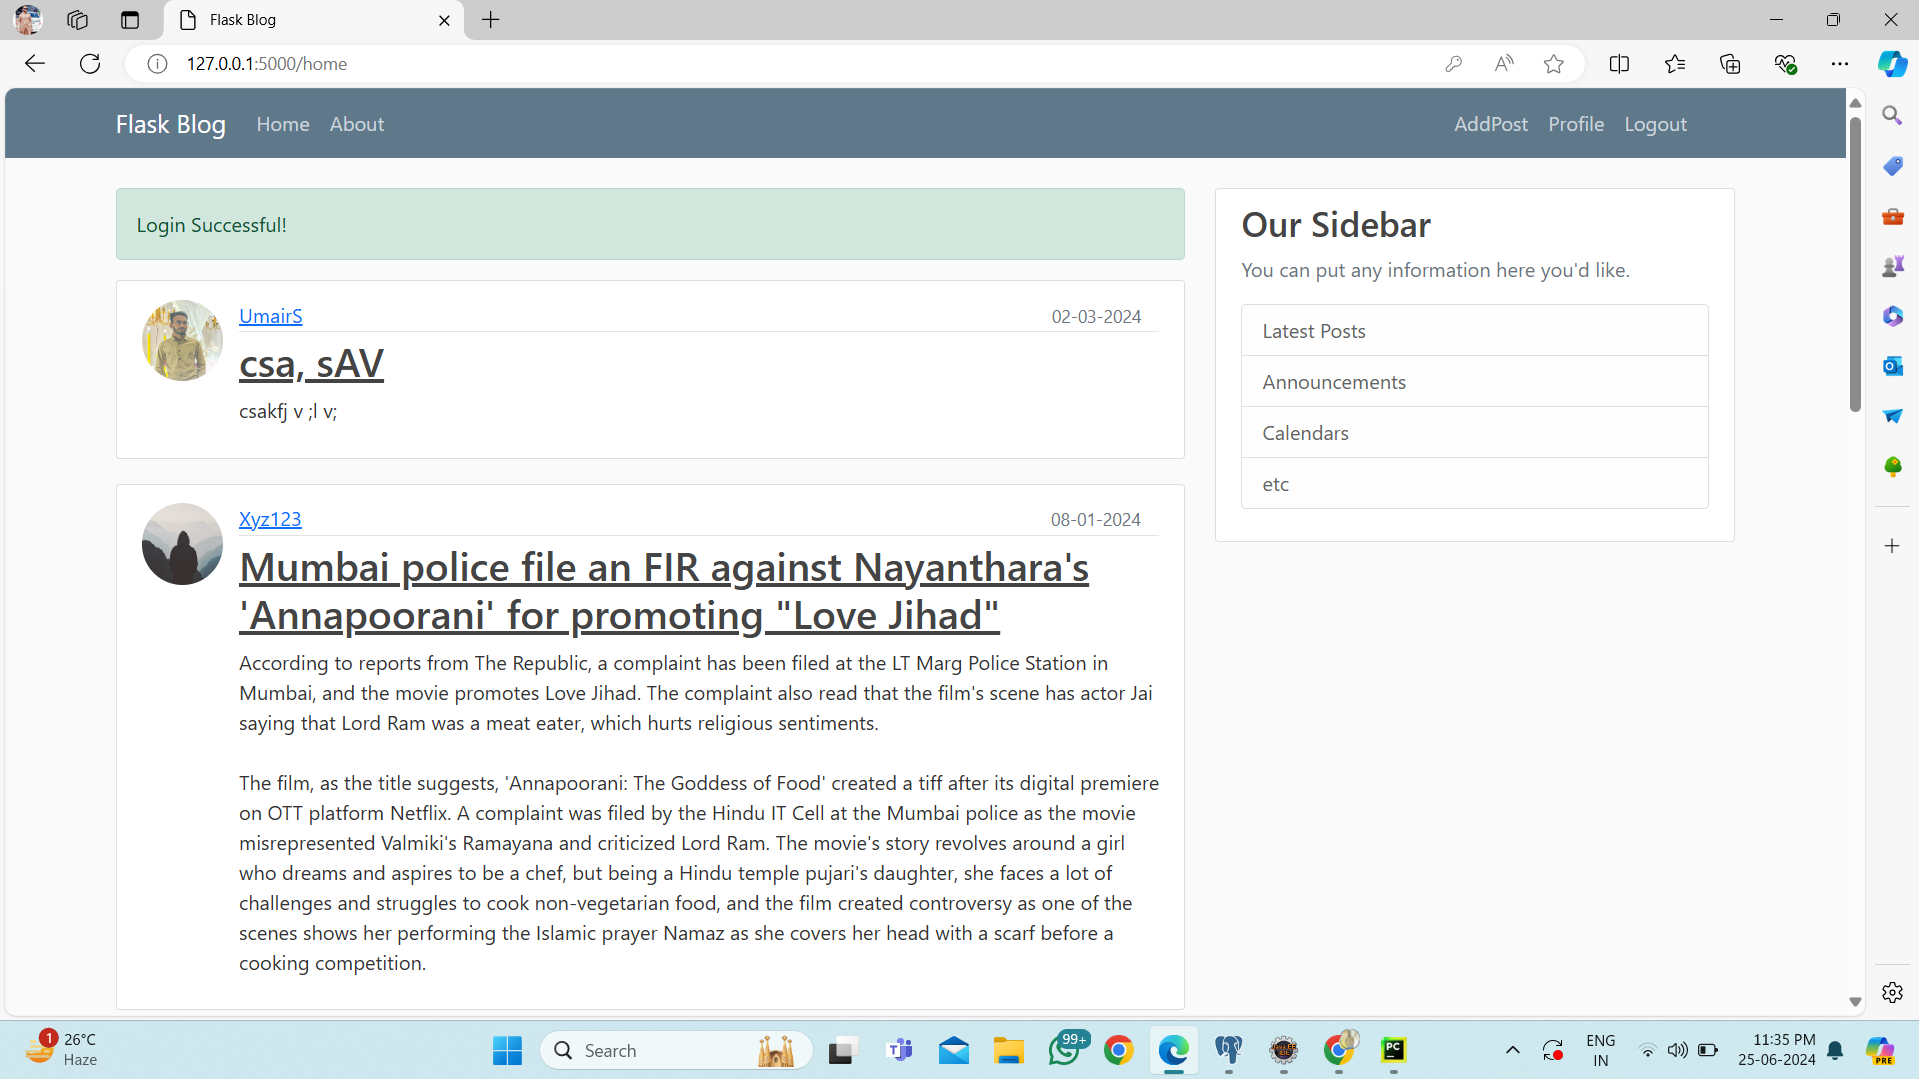 Flask Blog
127.0.0.1:5000/home
Flask Blog Home About AddPost Profile Logout
Login Successful!
UmairS 02-03-2024
csa, sAV
csakfj v ;l v;
Xyz123 08-01-2024
Mumbai police file an FIR against Nayanthara's
'Annapoorani' for promoting "Love Jihad"
According to reports from The Republic, a complaint has been filed at the LT Marg Police Station in
Mumbai, and the movie promotes Love Jihad. The complaint also read that the film's scene has actor Jai
saying that Lord Ram was a meat eater, which hurts religious sentiments.
The film, as the title suggests, 'Annapoorani: The Goddess of Food' created a tiff after its digital premiere
on OTT platform Netflix. A complaint was filed by the Hindu IT Cell at the Mumbai police as the movie
misrepresented Valmiki's Ramayana and criticized Lord Ram. The movie's story revolves around a girl
who dreams and aspires to be a chef, but being a Hindu temple pujari's daughter, she faces a lot of
challenges and struggles to cook non-vegetarian food, and the film created controversy as one of the
scenes shows her performing the Islamic prayer Namaz as she covers her head with a scarf before a
cooking competition.
Our Sidebar
You can put any information here you'd like.
Latest Posts
Announcements
Calendars
etc
1
26°C
Haze
Search
99+
PC
ENG
IN
11:35 PM
25-06-2024
PRE